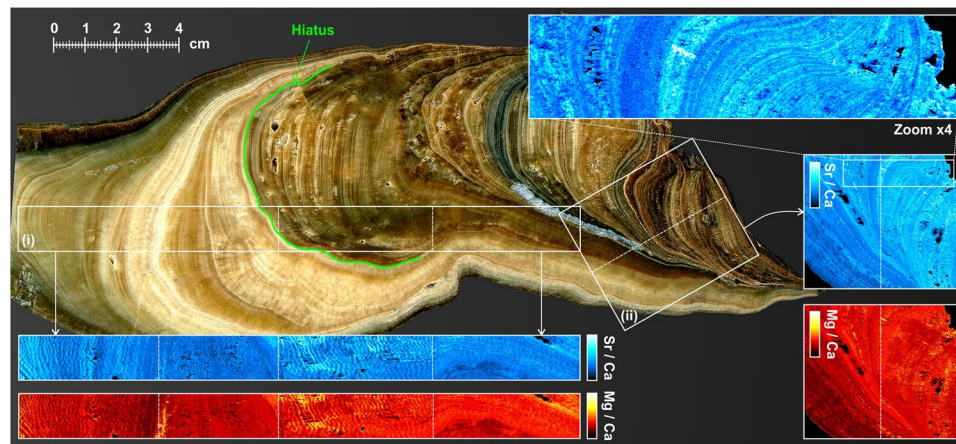 0 1 2 3 4
cm
Hiatus
Zoom x4
Sr / Ca
(i)
(ii)
Mg / Ca
Sr / Ca
Mg / Ca